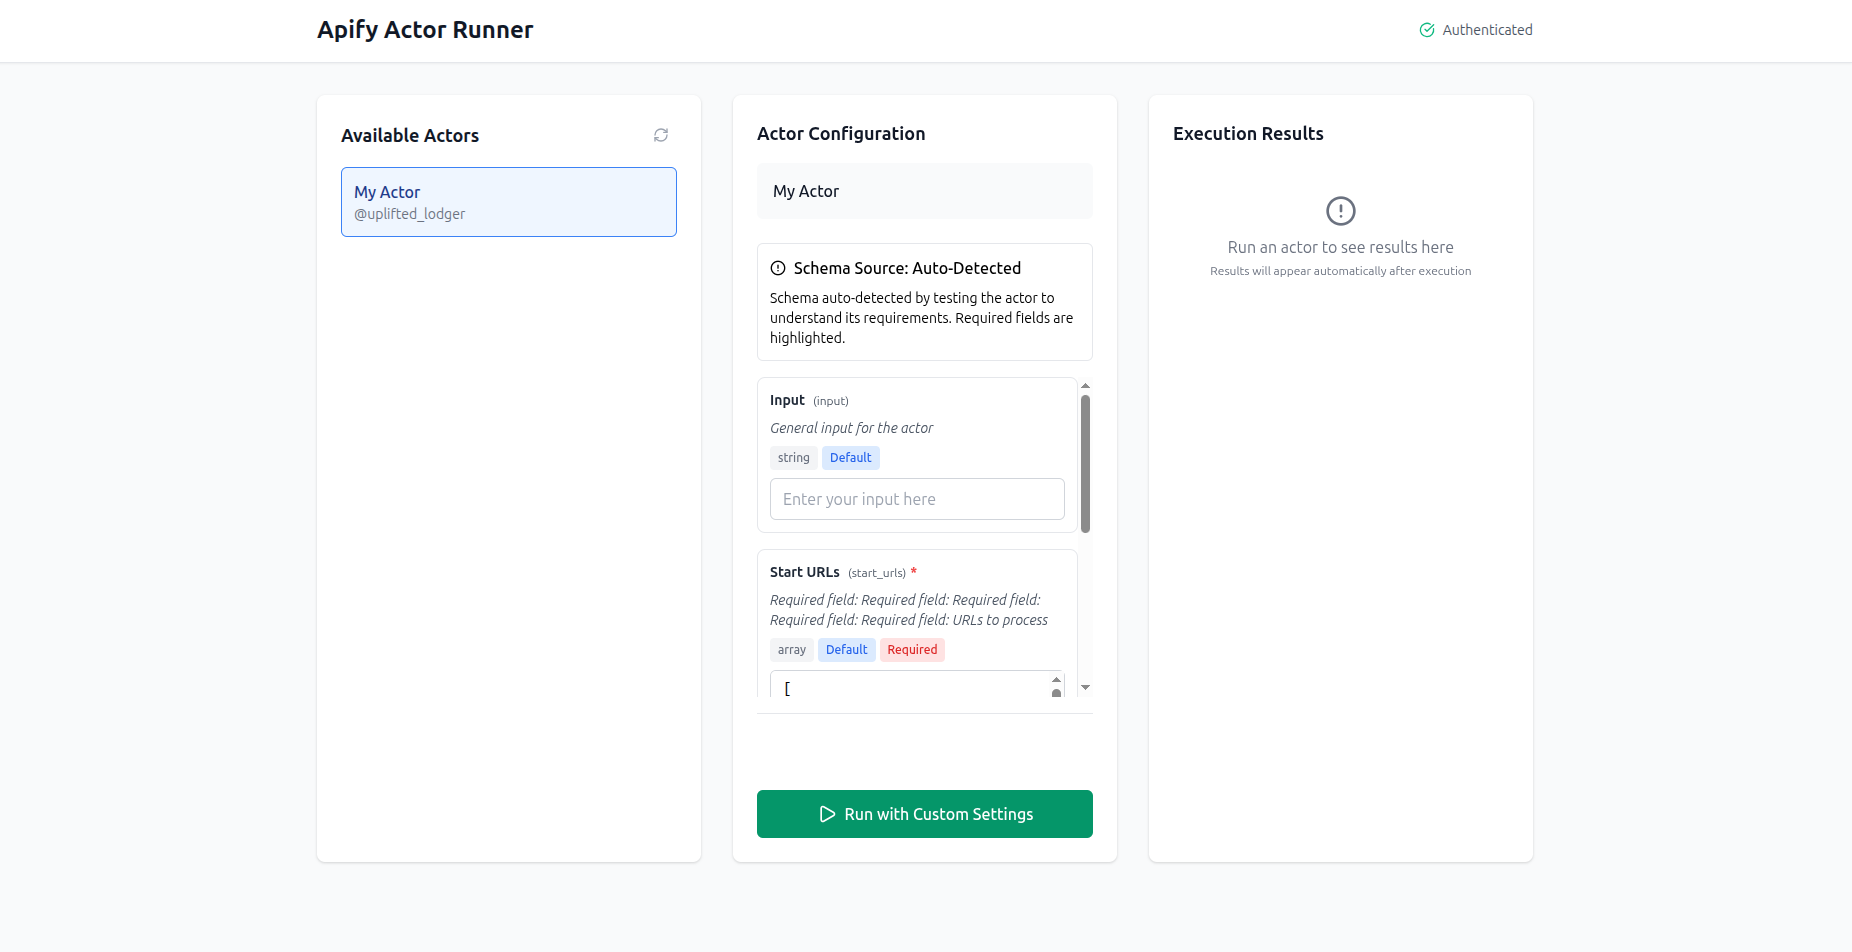 Apify Actor Runner
Authenticated
Available Actors
My Actor
@uplifted_lodger
Actor Configuration
My Actor
Schema Source: Auto-Detected
Schema auto-detected by testing the actor to
understand its requirements. Required fields are
highlighted.
Input (input)
General input for the actor
string Default
Enter your input here
Start URLs (start_urls) *
Required field: Required field: Required field:
Required field: Required field: URLs to process
array Default Required
[
Run with Custom Settings
Execution Results
Run an actor to see results here
Results will appear automatically after execution